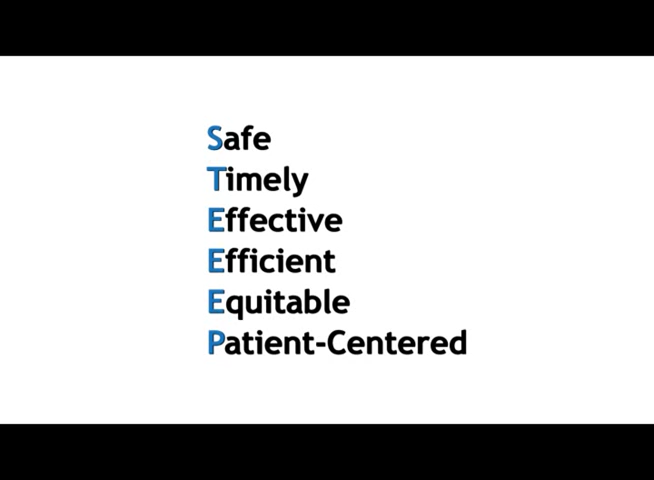 Safe
Timely
Effective
Efficient
Equitable
Patient-Centered